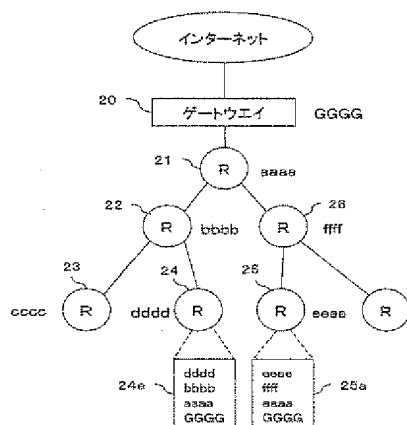 インターネット
20
ゲートウエイ
GGGG
21
R
aaaa
22
R
bbbb
26
R
ffff
23
cccc
R
24
dddd
R
25
R
eeee
R
24a
dddd
bbbb
aaaa
GGGG
eeee
ffff
aaaa
GGGG
25a